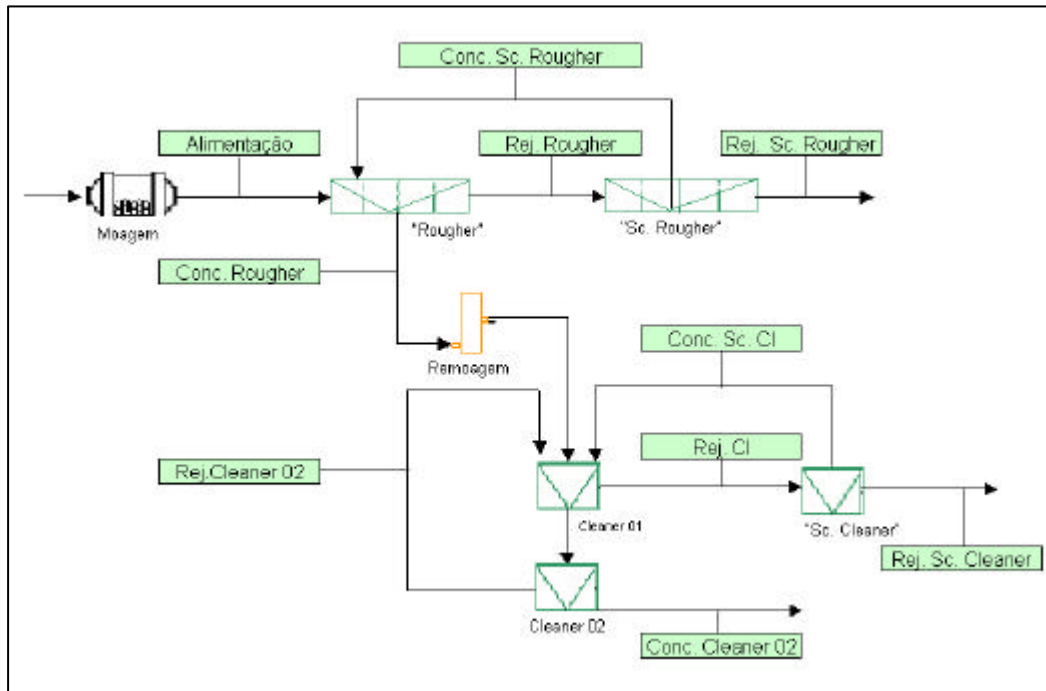 Conc. Sc. Rougher
Alimentação
Rej. Rougher
Rej. Sc. Rougher
Moagem
"Rougher"
"Sc. Rougher"
Conc. Rougher
Remoagem
Conc. Sc. Cl
Rej. Cl
Rej.Cleaner 02
Cleaner 01
"Sc. Cleaner"
Rej. Sc. Cleaner
Cleaner 02
Conc. Cleaner 02